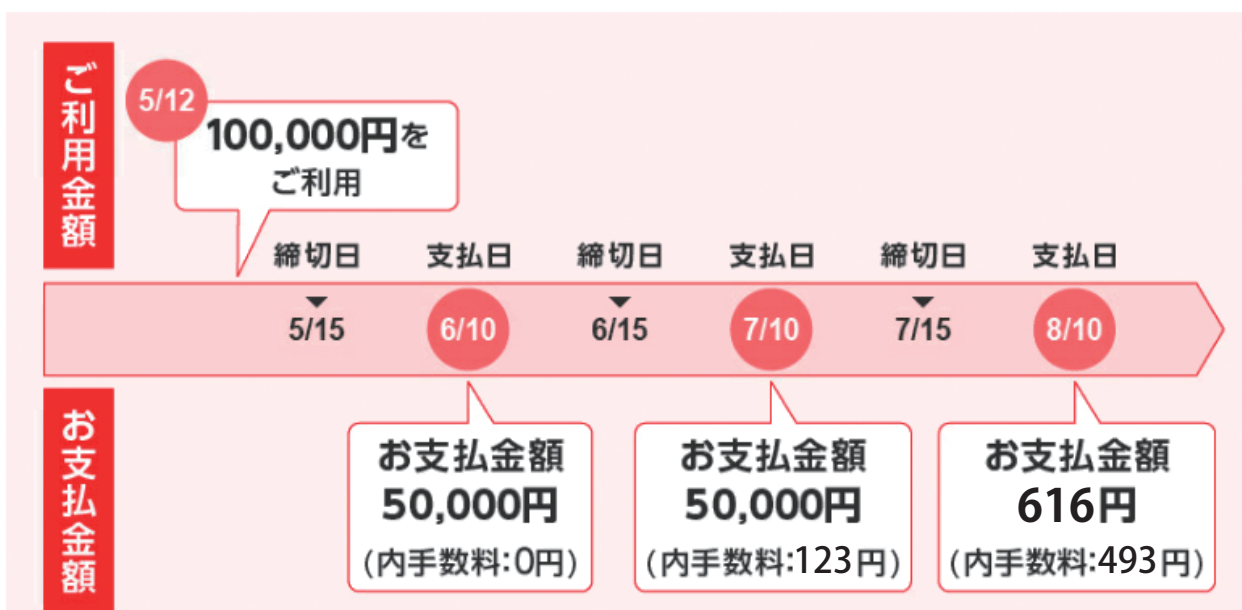 ご利用金額
5/12
100,000円を
ご利用
締切日 支払日 締切日 支払日 締切日 支払日
5/15 6/10 6/15 7/10 7/15 8/10
お支払金額
お支払金額
50,000円
(内手数料:0円)
お支払金額
50,000円
(内手数料:123円)
お支払金額
616円
(内手数料:493円)